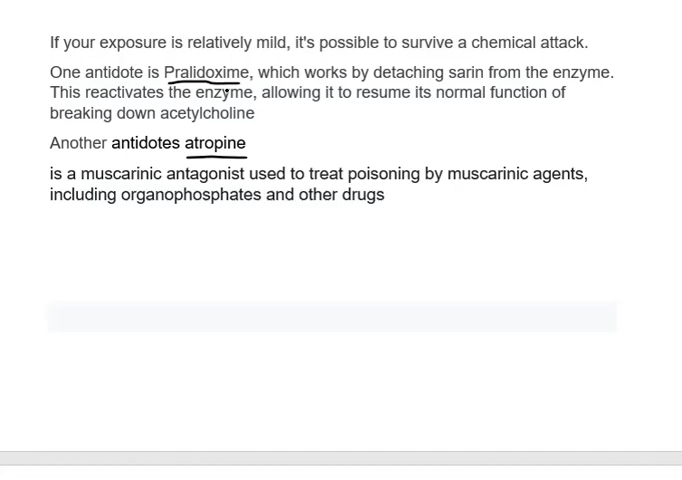 If your exposure is relatively mild, it's possible to survive a chemical attack.
One antidote is Pralidoxime, which works by detaching sarin from the enzyme.
This reactivates the enzyme, allowing it to resume its normal function of
breaking down acetylcholine
Another antidotes atropine
is a muscarinic antagonist used to treat poisoning by muscarinic agents,
including organophosphates and other drugs